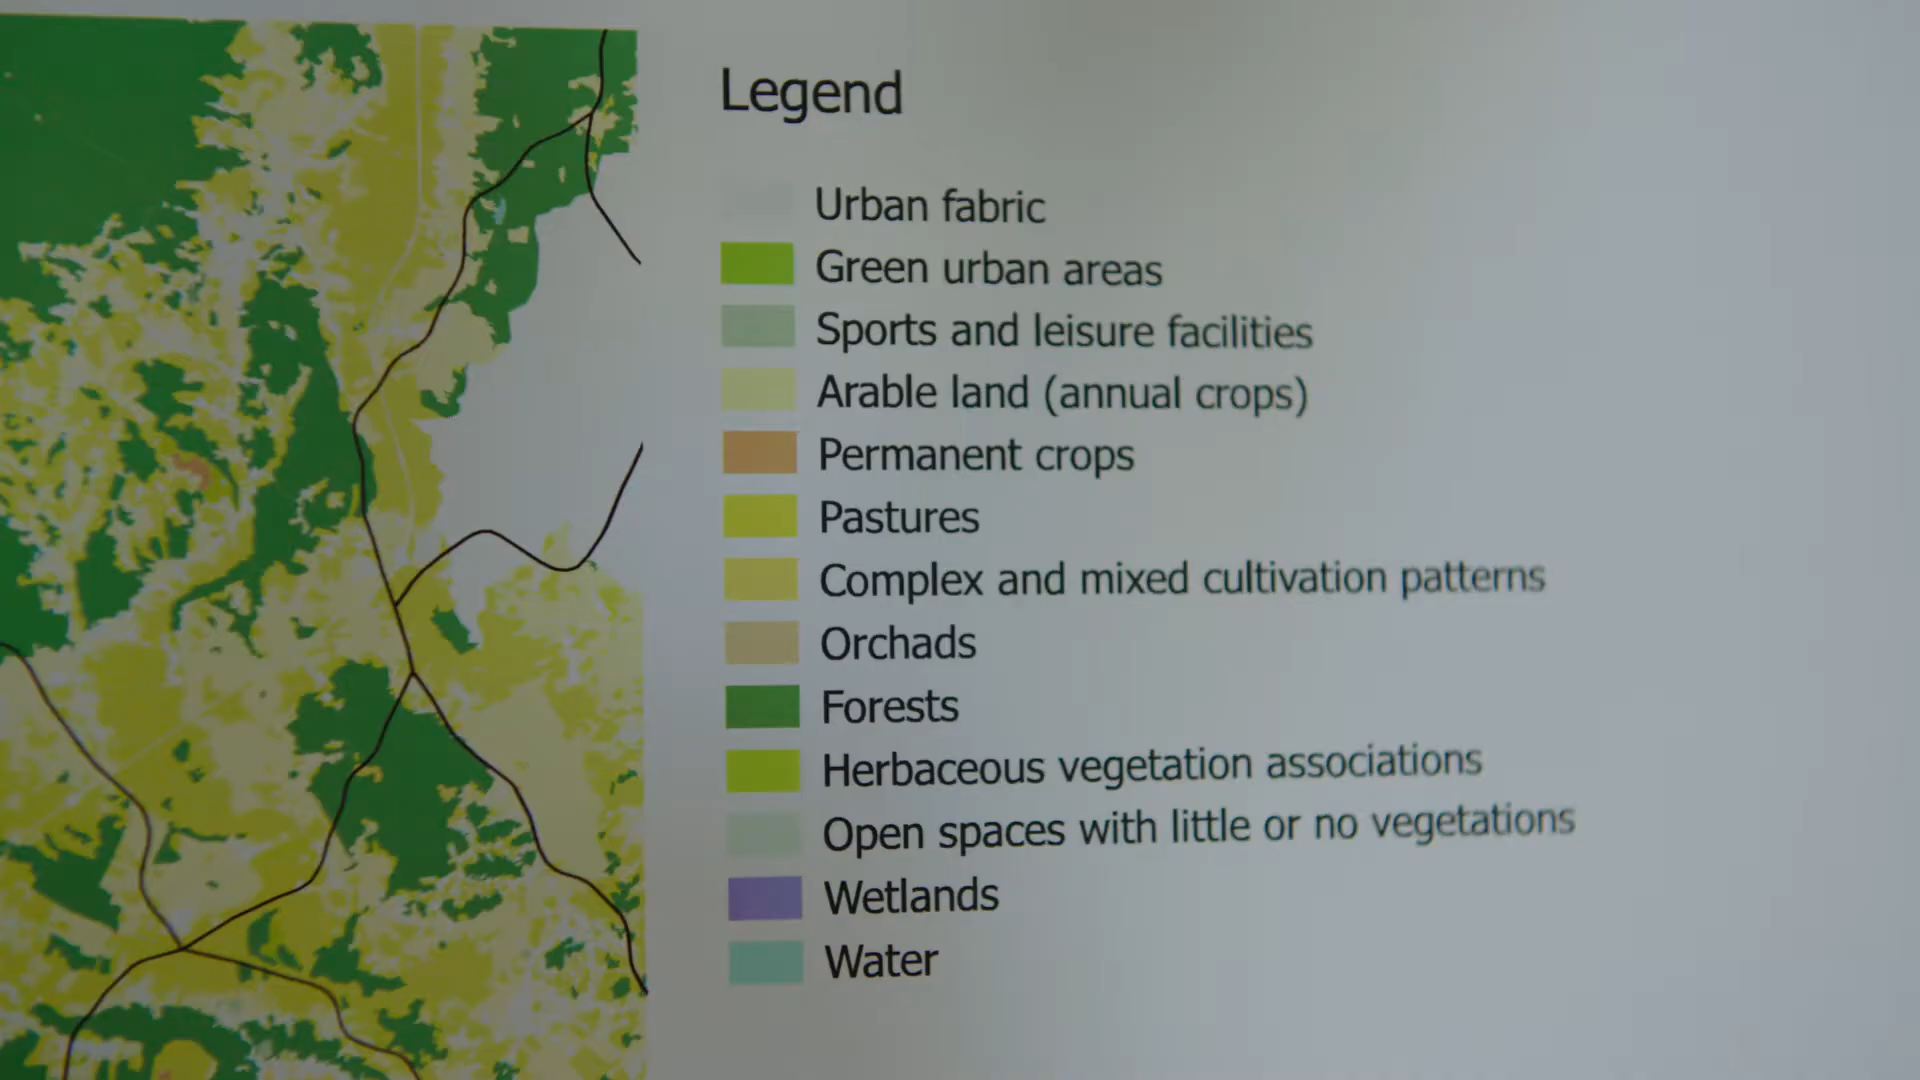 Legend
Urban fabric
Green urban areas
Sports and leisure facilities
Arable land (annual crops)
Permanent crops
Pastures
Complex and mixed cultivation patterns
Orchads
Forests
Herbaceous vegetation associations
Open spaces with little or no vegetations
Wetlands
Water